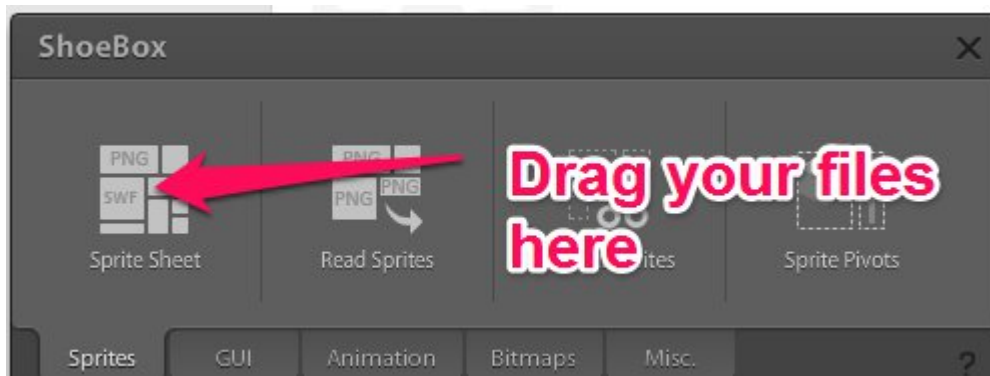 ShoeBox
PNG
SWF
Sprite Sheet
PNG
PNG
PNG
Read Sprites
Drag your files
here
ites
Sprite Pivots
Sprites
GUI
Animation
Bitmaps
Misc.
?